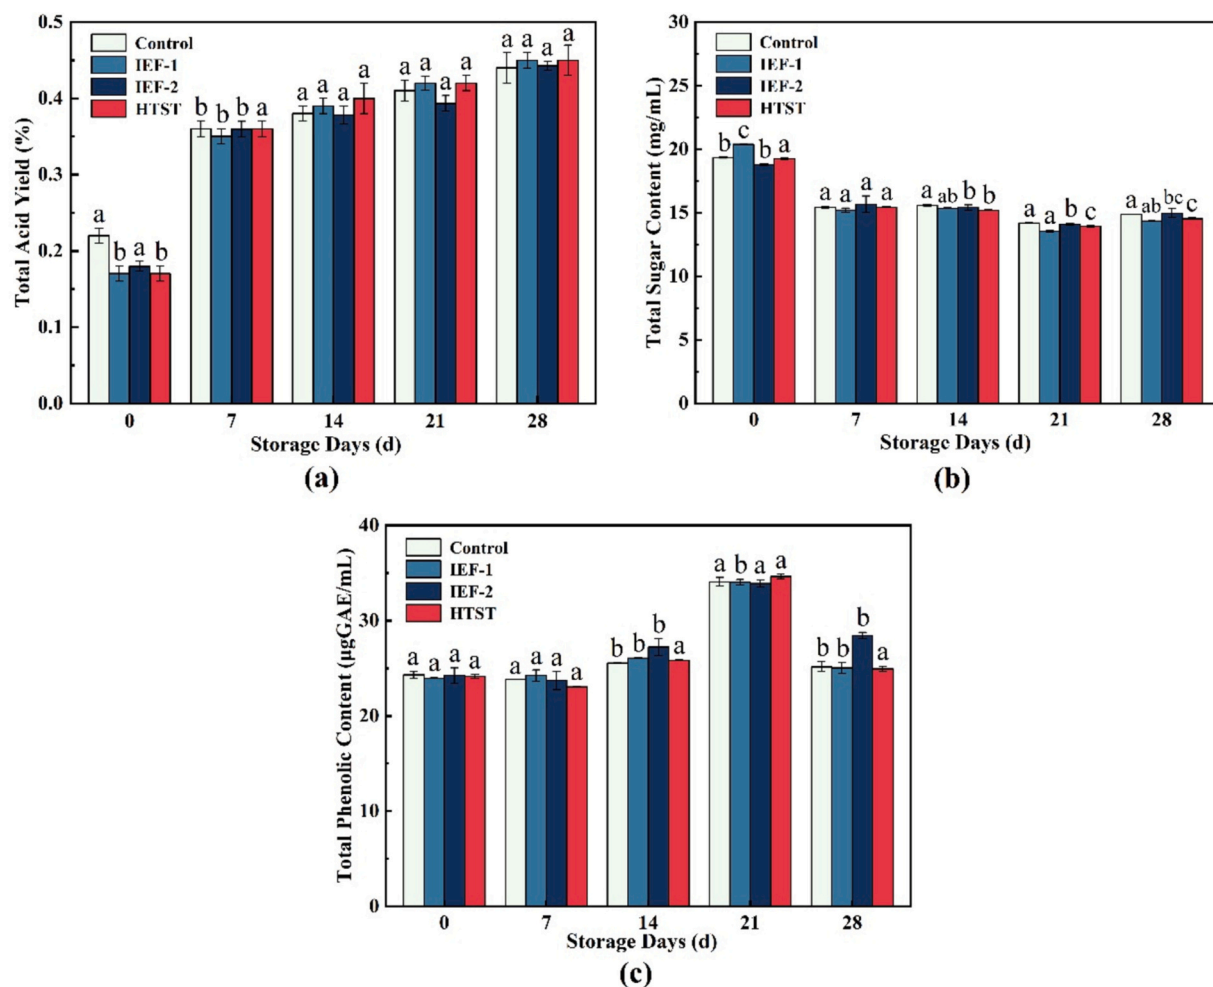 0.5
0.4
0.3
0.2
0.1
0.0
Total Acid Yield (%)
Control
IEF-1
IEF-2
HTST
a b a b
b b b a
a a a a
a a a a
a a a a
0 7 14 21 28
Storage Days (d)
(a)
30
25
20
15
10
5
0
Total Sugar Content (mg/mL)
Control
IEF-1
IEF-2
HTST
b c b a
a a a a
a ab b b
a a b c
a ab bc c
0 7 14 21 28
Storage Days (d)
(b)
40
30
20
10
0
Total Phenolic Content (μgGAE/mL)
Control
IEF-1
IEF-2
HTST
a a a a
a a a a
b b b a
a b a a
b b b a
0 7 14 21 28
Storage Days (d)
(c)